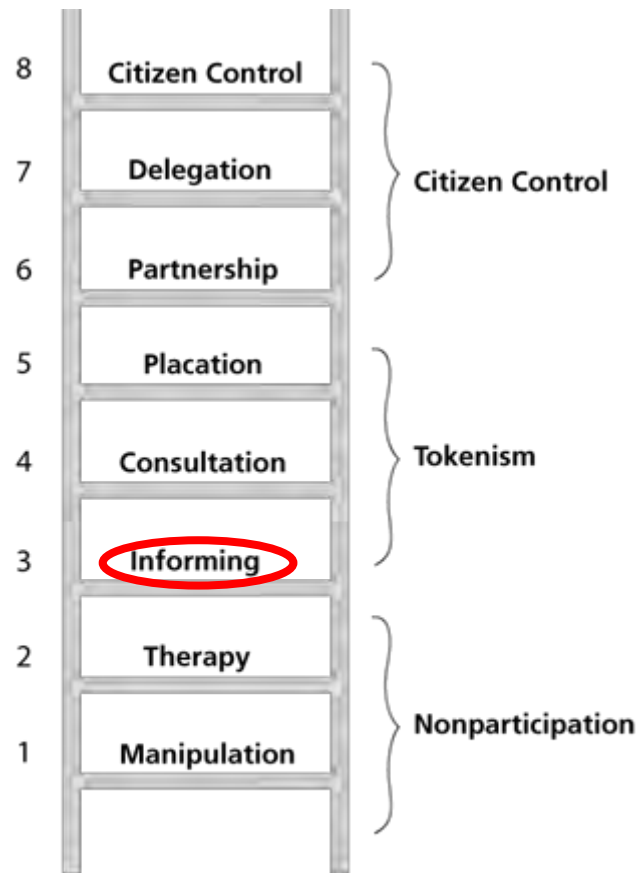 8 Citizen Control
7 Delegation
Citizen Control
6 Partnership
5 Placation
4 Consultation
Tokenism
3 Informing
2 Therapy
Nonparticipation
1 Manipulation